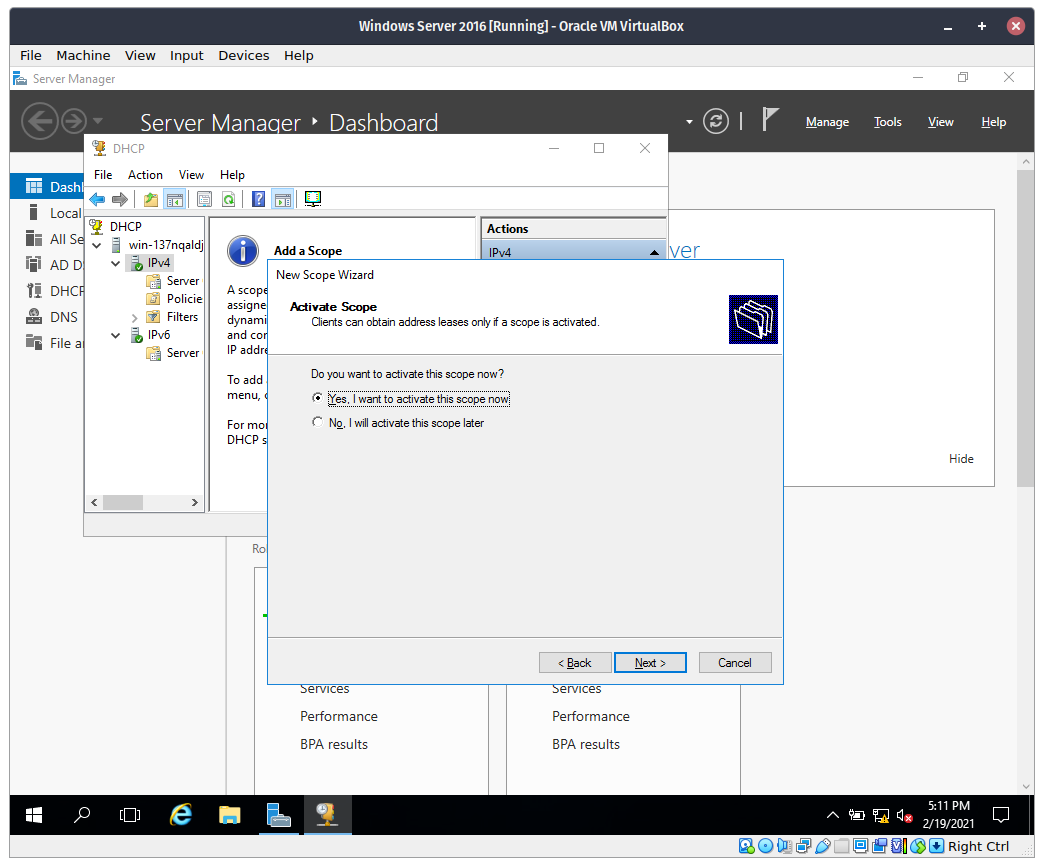 Windows Server 2016 [Running] - Oracle VM VirtualBox
File Machine View Input Devices Help
Server Manager
Server Manager • Dashboard
Manage Tools View Help
DHCP
File Action View Help
Dashl
Local
All Se
AD D
DHCP
DNS
File a
DHCP
win-137nqaldj
IPv4
Server
Policie
Filters
IPv6
Server
Add a Scope
A scope
assigne
dynami
and cor
IP addre
To add
menu, c
For mor
DHCP s
Actions
IPv4
ver
Hide
New Scope Wizard
Activate Scope
Clients can obtain address leases only if a scope is activated.
Do you want to activate this scope now?
Yes, I want to activate this scope now
No, I will activate this scope later
< Back Next > Cancel
Rol
Services
Performance
BPA results
Services
Performance
BPA results
5:11 PM
2/19/2021
Right Ctrl